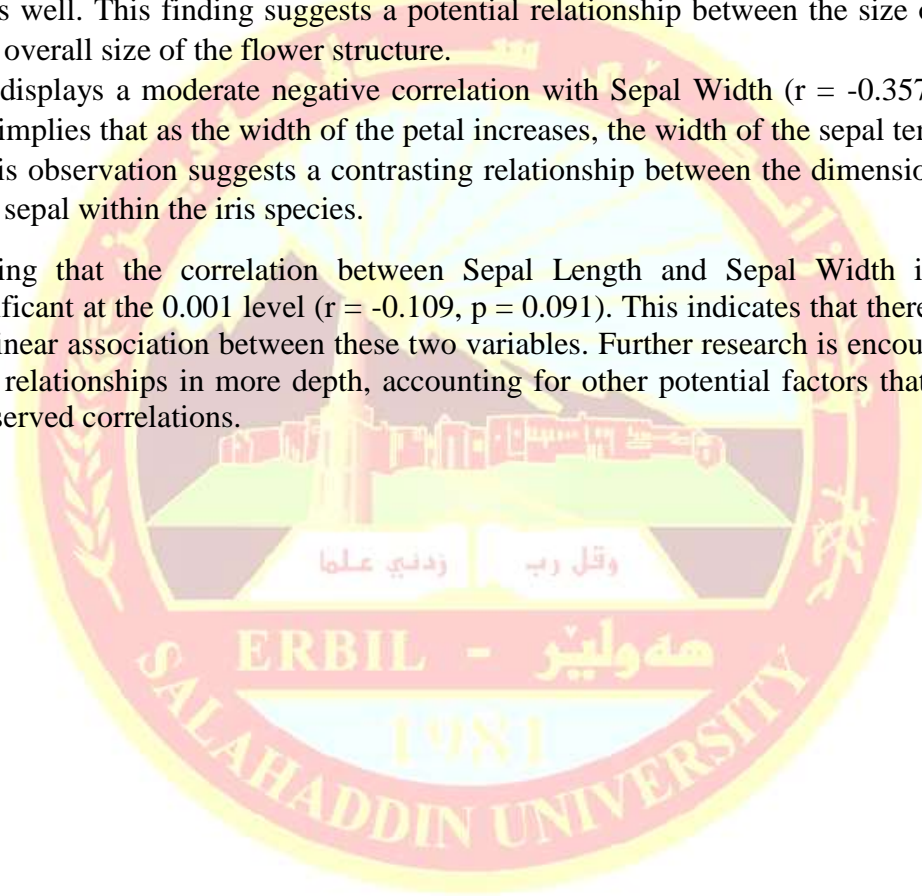 s well. This finding suggests a potential relationship between the size
overall size of the flower structure.
displays a moderate negative correlation with Sepal Width (r = -0.357
implies that as the width of the petal increases, the width of the sepal
is observation suggests a contrasting relationship between the
sepal within the iris species.
ing that the correlation between Sepal Length and Sepal Width
ficant at the 0.001 level (r = -0.109, p = 0.091). This indicates that there
inear association between these two variables. Further research is
relationships in more depth, accounting for other potential factors that
served correlations.
وقل رب زدني علما
ERBIL - هەولێر
1981
SALAHADDIN UNIVERSITY